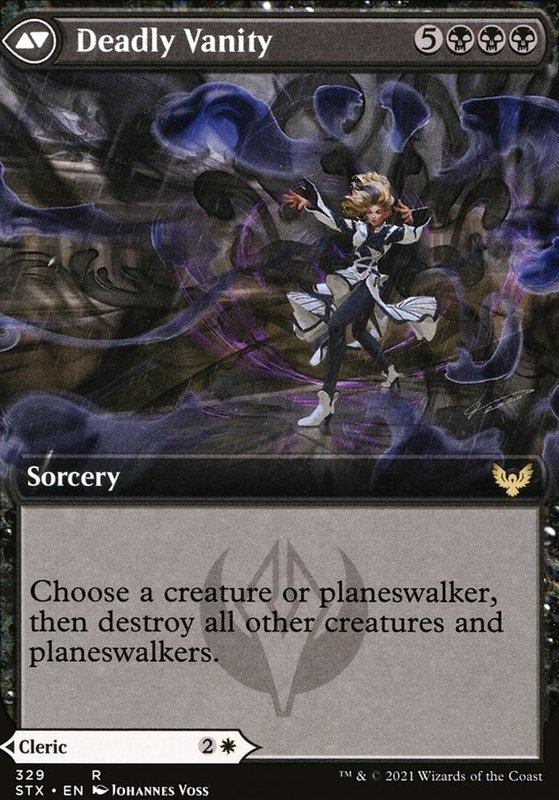 Deadly Vanity 5
Sorcery
Choose a creature or planeswalker,
then destroy all other creatures and
planeswalkers.
Cleric 2
329 R
STX • EN Johannes Voss
™ & © 2021 Wizards of the Coast